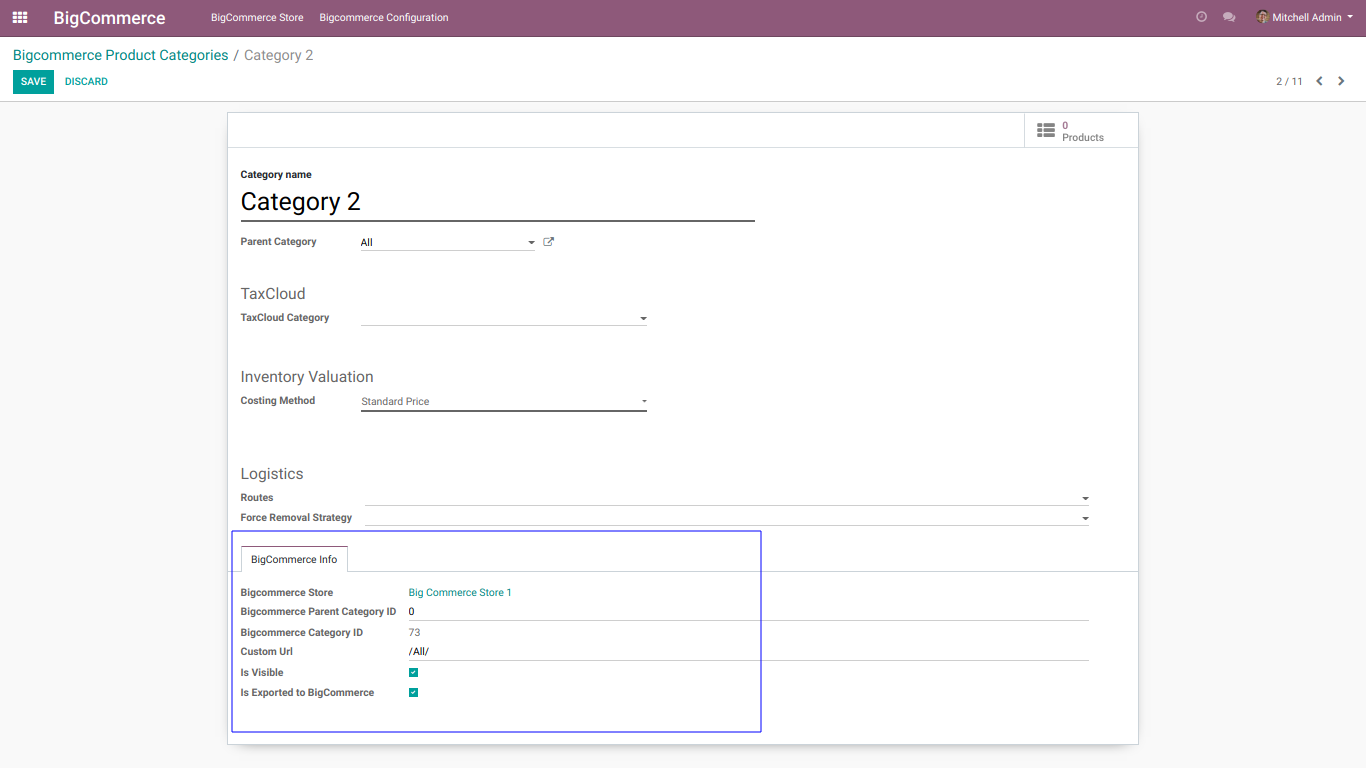 BigCommerce BigCommerce Store Bigcommerce Configuration Mitchell Admin
Bigcommerce Product Categories / Category 2
SAVE DISCARD 2 / 11
0
Products
Category name
Category 2
Parent Category All
TaxCloud
TaxCloud Category
Inventory Valuation
Costing Method Standard Price
Logistics
Routes
Force Removal Strategy
BigCommerce Info
Bigcommerce Store Big Commerce Store 1
Bigcommerce Parent Category ID 0
Bigcommerce Category ID 73
Custom Url /All/
Is Visible
Is Exported to BigCommerce